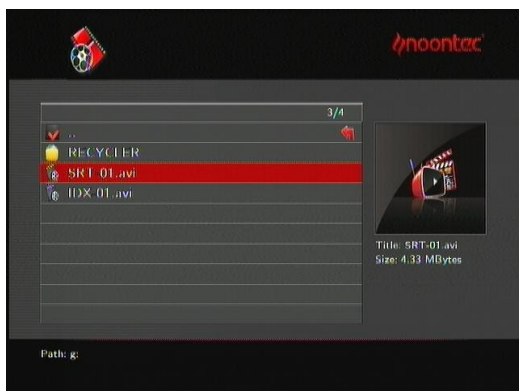 noontec
3/4
..
RECYCLER
SRT-01.avi
IDX-01.avi
Title: SRT-01.avi
Size: 4.33 MBytes
Path: g: